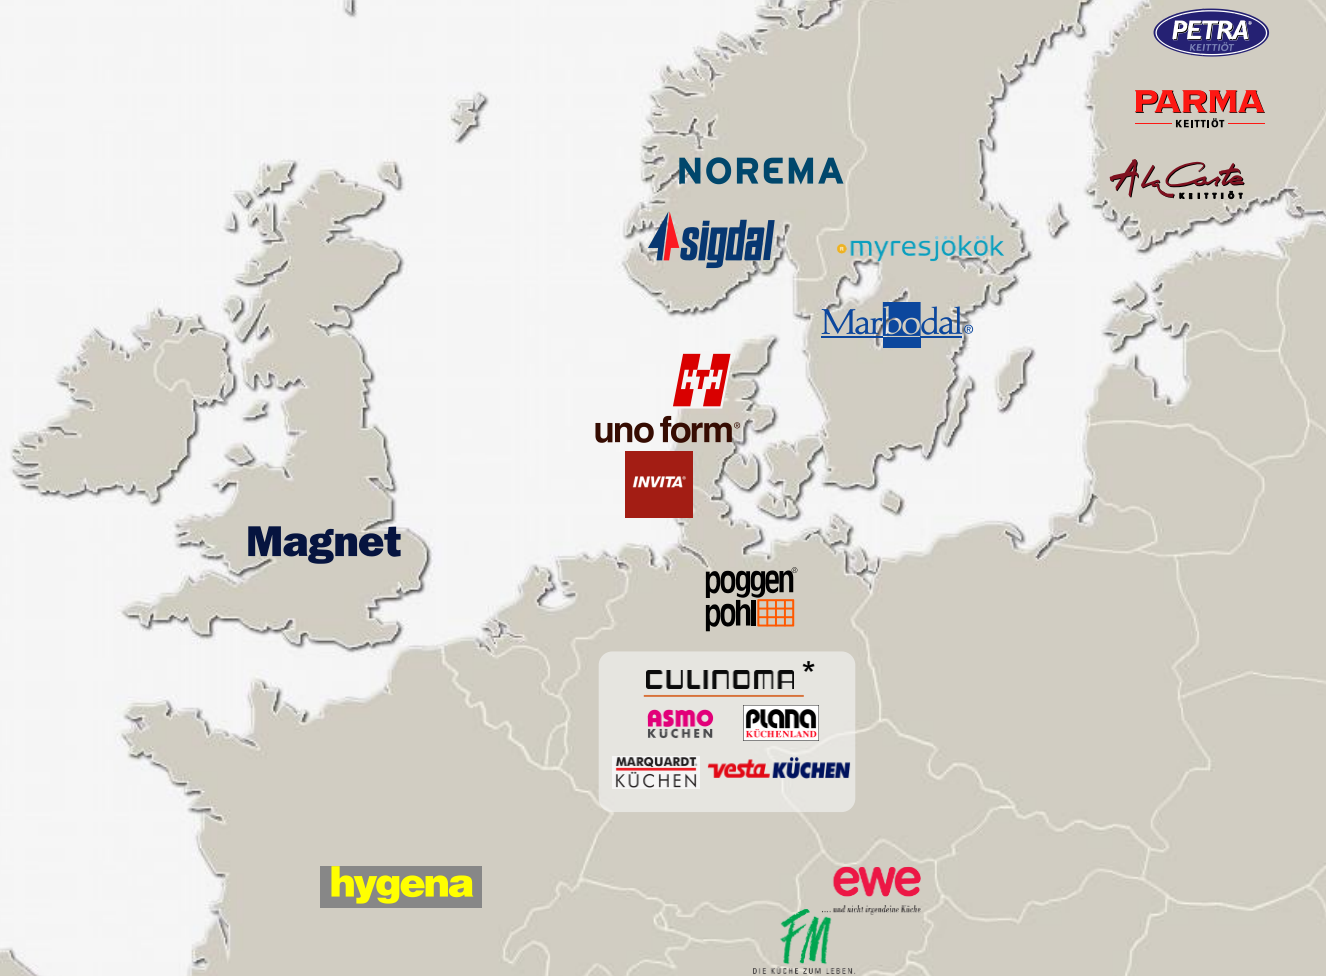 PETRA®
KEITTIÖT
PARMA
KEITTIÖT
A la Carte
KEITTIÖT
NOREMA
sigdal
myresjökök
Marbodal®
HTH
uno form®
INVITA®
Magnet
poggen®
pohl
CULINOMA*
ASMO
KÜCHEN
PLANA
KÜCHENLAND
MARQUARDT
KÜCHEN
vesta KÜCHEN
hygena
ewe
.... und nicht irgendeine Küche
FM
DIE KÜCHE ZUM LEBEN.